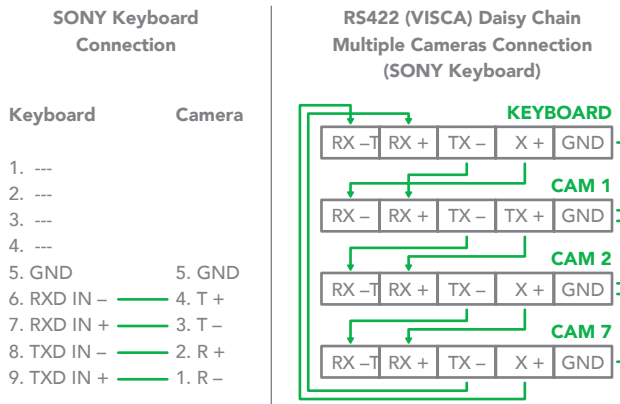 SONY Keyboard
Connection
Keyboard Camera
1. ---
2. ---
3. ---
4. ---
5. GND 5. GND
6. RXD IN – 4. T +
7. RXD IN + 3. T –
8. TXD IN – 2. R +
9. TXD IN + 1. R –
RS422 (VISCA) Daisy Chain
Multiple Cameras Connection
(SONY Keyboard)
KEYBOARD
RX –T RX + TX – X + GND
CAM 1
RX – RX + TX – TX + GND
CAM 2
RX –T RX + TX – X + GND
CAM 7
RX –T RX + TX – X + GND